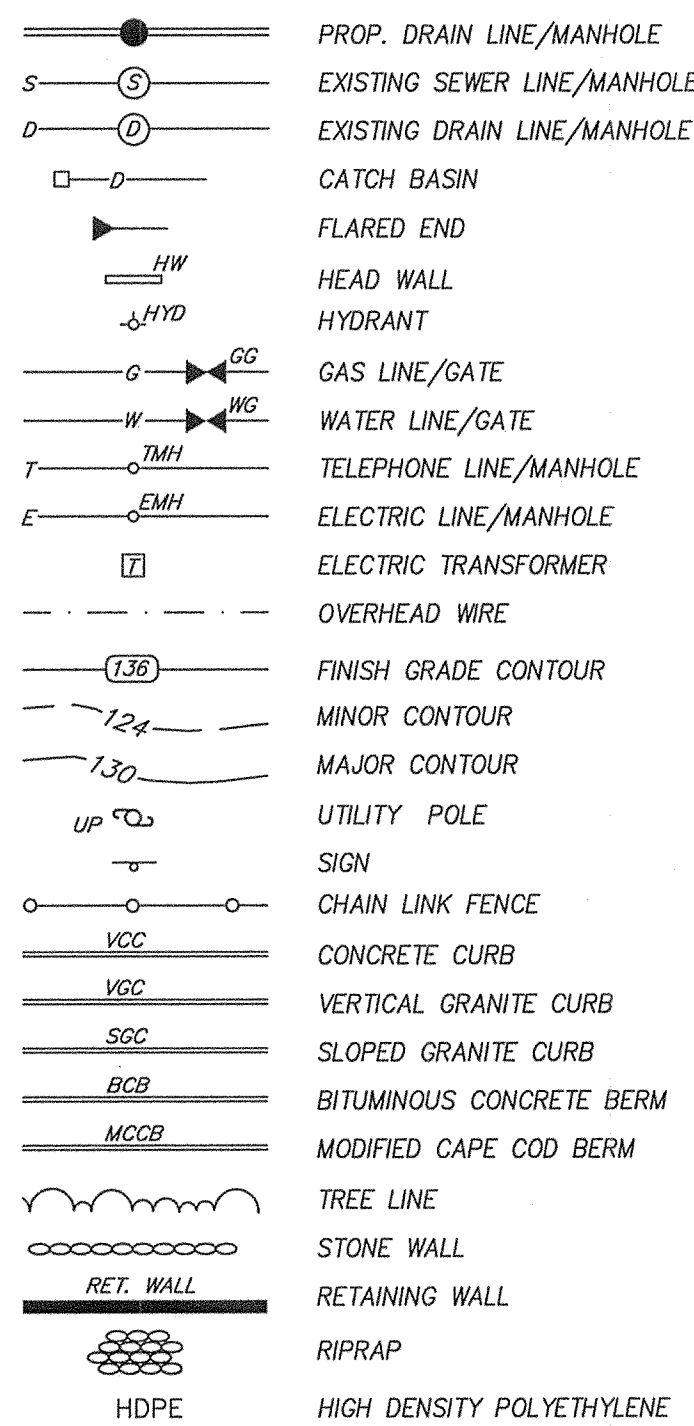 PROP. DRAIN LINE/MANHOLE
S S EXISTING SEWER LINE/MANHOLE
D D EXISTING DRAIN LINE/MANHOLE
D CATCH BASIN
FLARED END
HW HEAD WALL
HYD HYDRANT
G GG GAS LINE/GATE
W WG WATER LINE/GATE
T TMH TELEPHONE LINE/MANHOLE
E EMH ELECTRIC LINE/MANHOLE
T ELECTRIC TRANSFORMER
OVERHEAD WIRE
136 FINISH GRADE CONTOUR
124 MINOR CONTOUR
130 MAJOR CONTOUR
UP UTILITY POLE
SIGN
CHAIN LINK FENCE
VCC CONCRETE CURB
VGC VERTICAL GRANITE CURB
SGC SLOPED GRANITE CURB
BCB BITUMINOUS CONCRETE BERM
MCCB MODIFIED CAPE COD BERM
TREE LINE
STONE WALL
RET. WALL RETAINING WALL
RIPRAP
HDPE HIGH DENSITY POLYETHYLENE